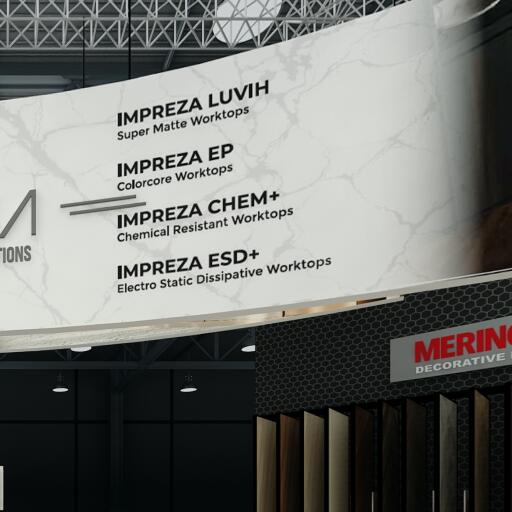 IMPREZA LUVIH
Super Matte Worktops
IMPREZA EP
Colorcore Worktops
IMPREZA CHEM+
Chemical Resistant Worktops
IMPREZA ESD+
Electro Static Dissipative Worktops
TIONS
MERINO
DECORATIVE